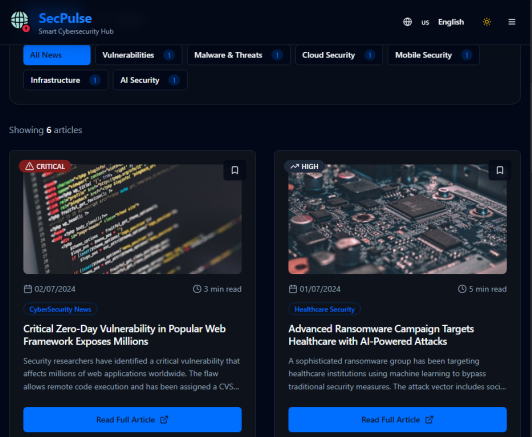 SecPulse
Smart Cybersecurity Hub
us English
All News Vulnerabilities 1 Malware & Threats 1 Cloud Security 1 Mobile Security 1
Infrastructure 1 AI Security 1
Showing 6 articles
CRITICAL
02/07/2024 3 min read
CyberSecurity News
Critical Zero-Day Vulnerability in Popular Web
Framework Exposes Millions
Security researchers have identified a critical vulnerability that
affects millions of web applications worldwide. The flaw
allows remote code execution and has been assigned a CVS...
Read Full Article
HIGH
01/07/2024 5 min read
Healthcare Security
Advanced Ransomware Campaign Targets
Healthcare with AI-Powered Attacks
A sophisticated ransomware group has been targeting
healthcare institutions using machine learning to bypass
traditional security measures. The attack vector includes soci...
Read Full Article